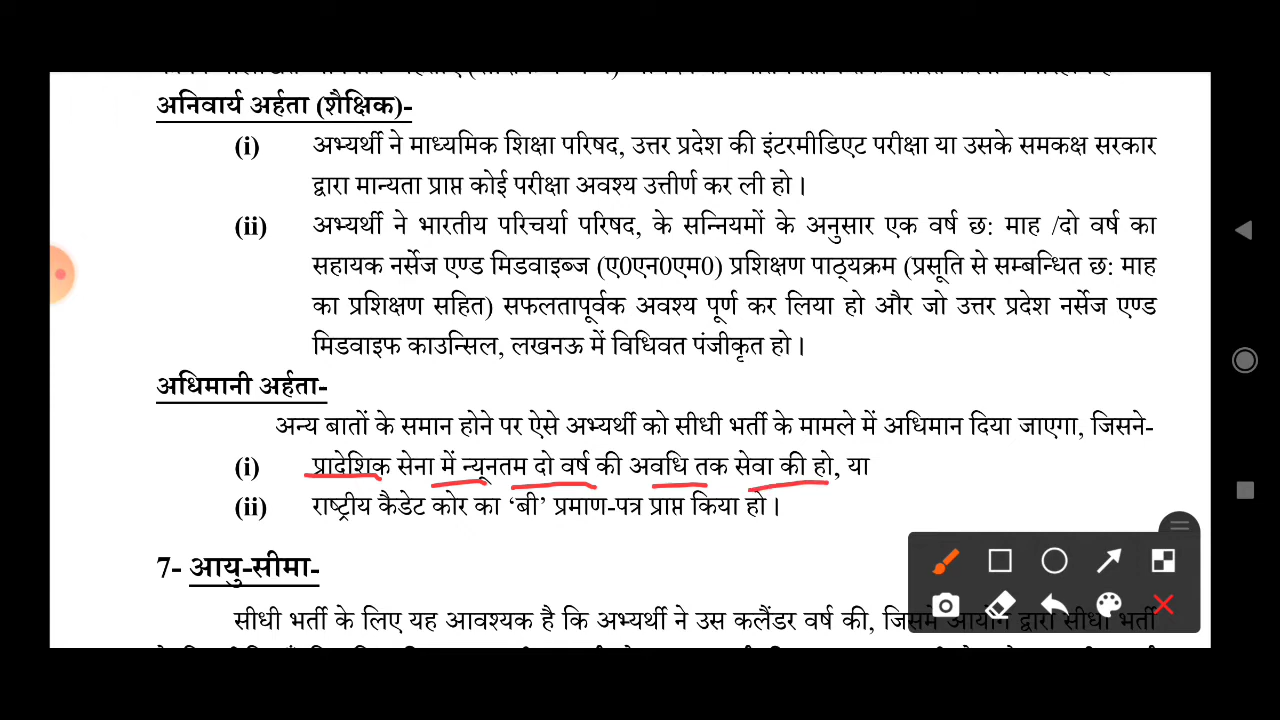 अनिवार्य अर्हता (शैक्षिक)-
(i) अभ्यर्थी ने माध्यमिक शिक्षा परिषद, उत्तर प्रदेश की इंटरमीडिएट परीक्षा या उसके समकक्ष सरकार
द्वारा मान्यता प्राप्त कोई परीक्षा अवश्य उत्तीर्ण कर ली हो।
(ii) अभ्यर्थी ने भारतीय परिचर्या परिषद, के सन्नियमों के अनुसार एक वर्ष छ: माह /दो वर्ष का
सहायक नर्सेज एण्ड मिडवाइब्ज (ए0एन0एम0) प्रशिक्षण पाठ्यक्रम (प्रसूति से सम्बन्धित छ: माह
का प्रशिक्षण सहित) सफलतापूर्वक अवश्य पूर्ण कर लिया हो और जो उत्तर प्रदेश नर्सेज एण्ड
मिडवाइफ काउन्सिल, लखनऊ में विधिवत पंजीकृत हो।
अधिमानी अर्हता-
अन्य बातों के समान होने पर ऐसे अभ्यर्थी को सीधी भर्ती के मामले में अधिमान दिया जाएगा, जिसने-
(i) प्रादेशिक सेना में न्यूनतम दो वर्ष की अवधि तक सेवा की हो, या
(ii) राष्ट्रीय कैडेट कोर का ‘बी’ प्रमाण-पत्र प्राप्त किया हो।
7- आयु-सीमा-
सीधी भर्ती के लिए यह आवश्यक है कि अभ्यर्थी ने उस कलैंडर वर्ष की, जिसमें आयोग द्वारा सीधी भर्ती